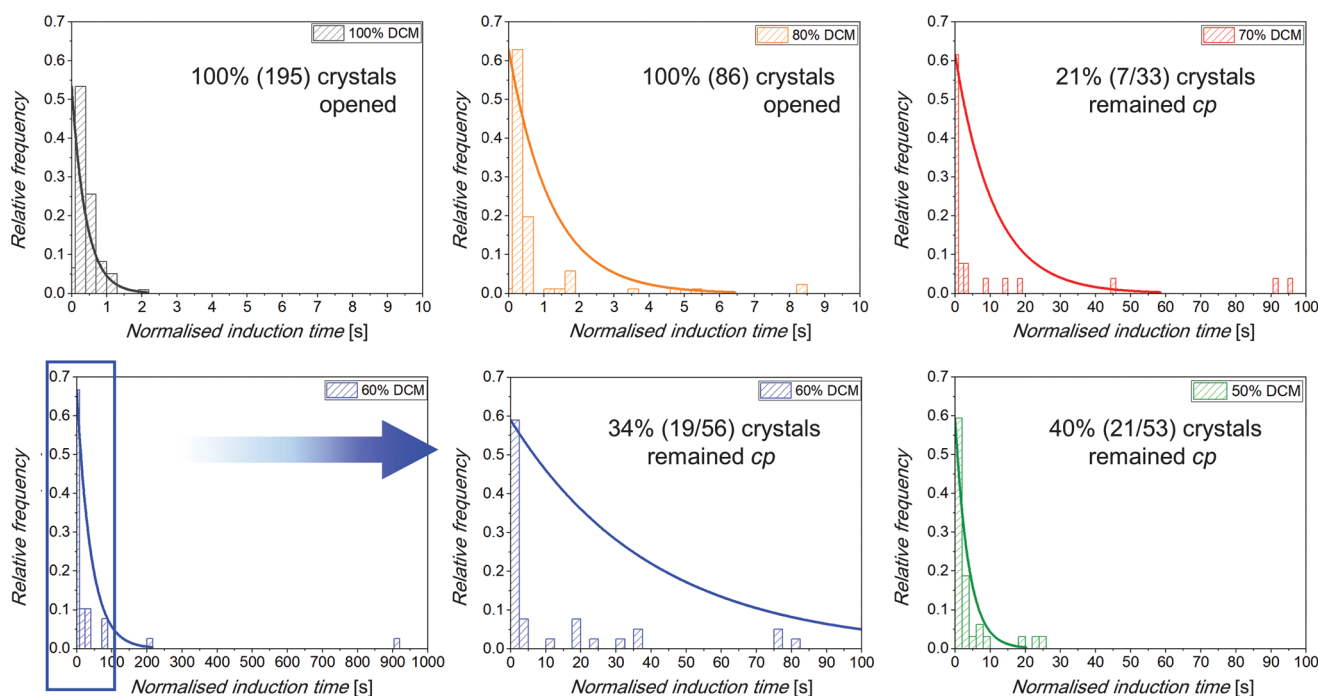 100% DCM
100% (195) crystals
opened
Relative frequency
0.0
0.1
0.2
0.3
0.4
0.5
0.6
0.7
0 1 2 3 4 5 6 7 8 9 10
Normalised induction time [s]
80% DCM
100% (86) crystals
opened
Relative frequency
0.0
0.1
0.2
0.3
0.4
0.5
0.6
0.7
0 1 2 3 4 5 6 7 8 9 10
Normalised induction time [s]
70% DCM
21% (7/33) crystals
remained cp
Relative frequency
0.0
0.1
0.2
0.3
0.4
0.5
0.6
0.7
0 10 20 30 40 50 60 70 80 90 100
Normalised induction time [s]
60% DCM
Relative frequency
0.0
0.1
0.2
0.3
0.4
0.5
0.6
0.7
0 100 200 300 400 500 600 700 800 900 1000
Normalised induction time [s]
60% DCM
34% (19/56) crystals
remained cp
Relative frequency
0.0
0.1
0.2
0.3
0.4
0.5
0.6
0.7
0 20 40 60 80 100
Normalised induction time [s]
50% DCM
40% (21/53) crystals
remained cp
Relative frequency
0.0
0.1
0.2
0.3
0.4
0.5
0.6
0.7
0 10 20 30 40 50 60 70 80 90 100
Normalised induction time [s]